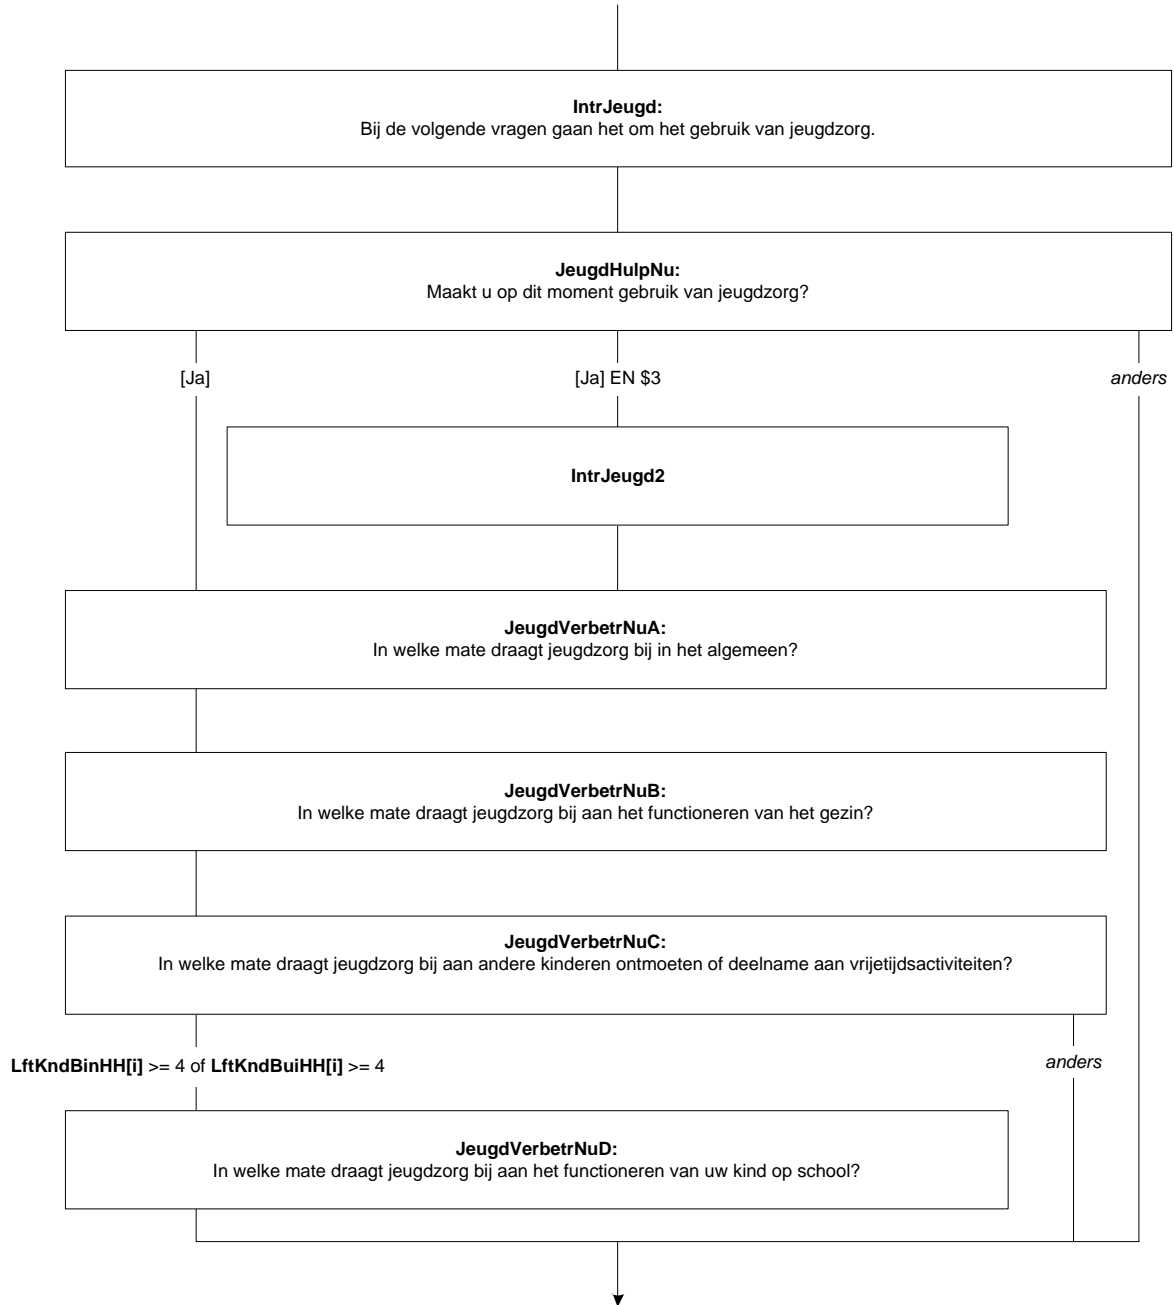 IntrJeugd:
Bij de volgende vragen gaan het om het gebruik van jeugdzorg.
JeugdHulpNu:
Maakt u op dit moment gebruik van jeugdzorg?
[Ja]
[Ja] EN $3
anders
IntrJeugd2
JeugdVerbetrNuA:
In welke mate draagt jeugdzorg bij in het algemeen?
JeugdVerbetrNuB:
In welke mate draagt jeugdzorg bij aan het functioneren van het gezin?
JeugdVerbetrNuC:
In welke mate draagt jeugdzorg bij aan andere kinderen ontmoeten of deelname aan vrijetijdsactiviteiten?
LftKndBinHH[i] >= 4 of LftKndBuiHH[i] >= 4
anders
JeugdVerbetrNuD:
In welke mate draagt jeugdzorg bij aan het functioneren van uw kind op school?